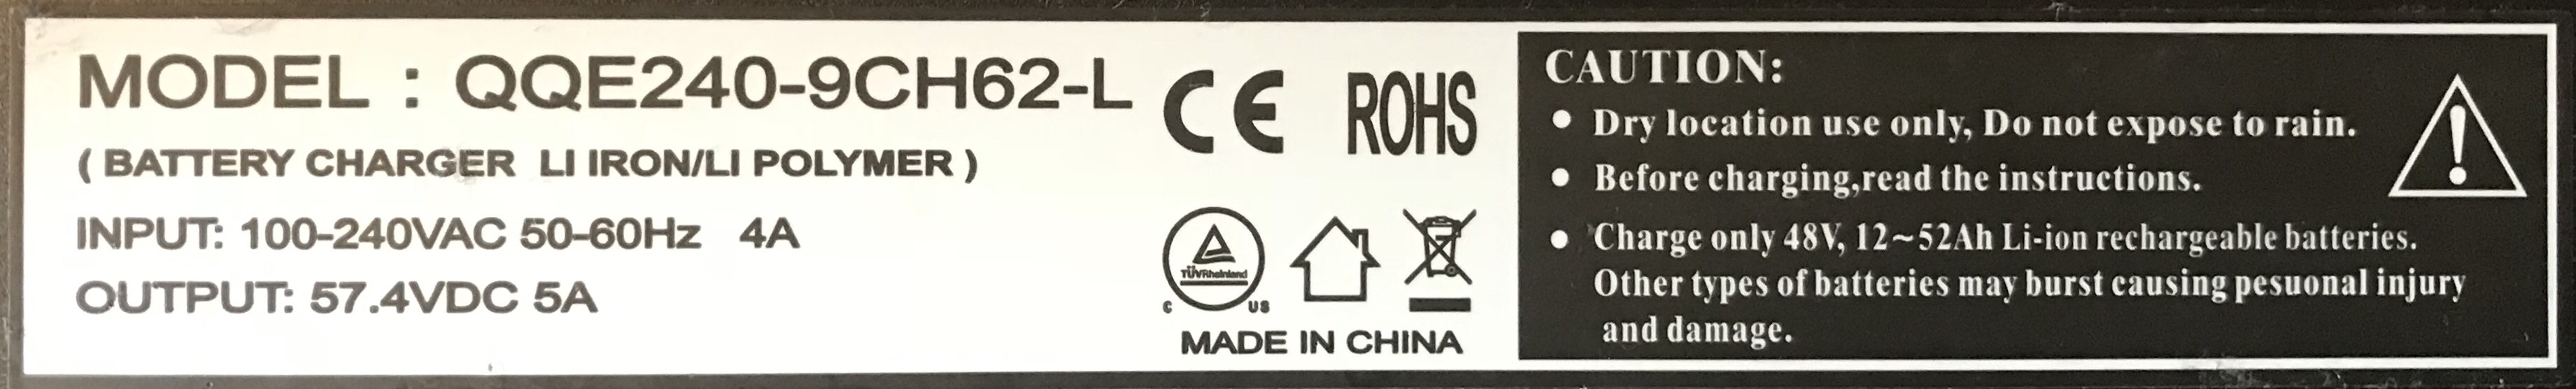 MODEL : QQE240-9CH62-L
( BATTERY CHARGER LI IRON/LI POLYMER )
INPUT: 100-240VAC 50-60Hz 4A
OUTPUT: 57.4VDC 5A
CE ROHS
TÜVRheinland
C US
MADE IN CHINA
CAUTION:
• Dry location use only, Do not expose to rain.
• Before charging,read the instructions.
• Charge only 48V, 12~52Ah Li-ion rechargeable batteries.
Other types of batteries may burst causing pesuonal injury
and damage.